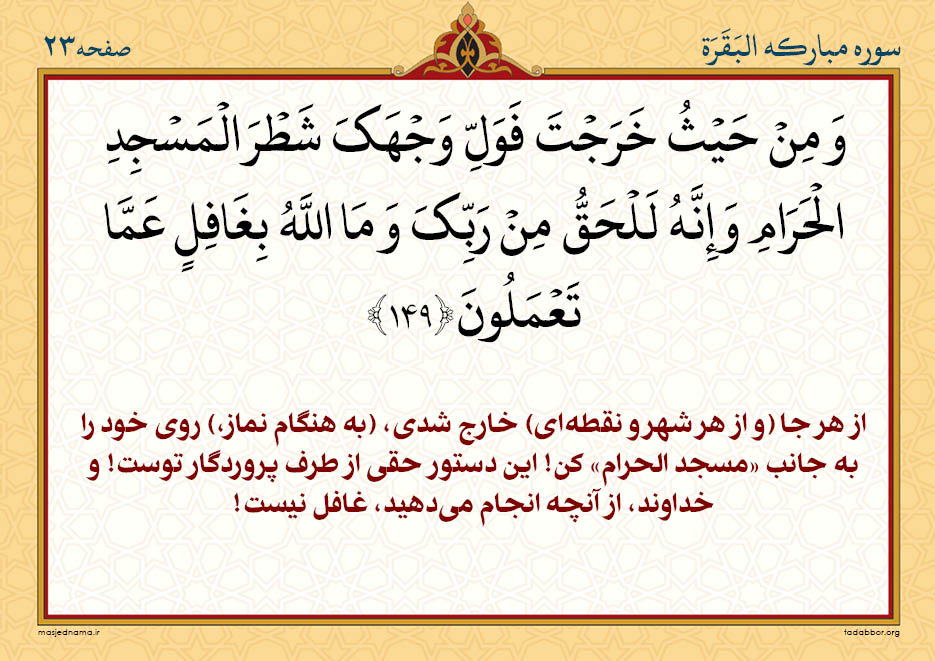 سوره مبارکه البَقَرَة
صفحه۲۳
وَ مِنْ حَيْثُ خَرَجْتَ فَوَلِّ وَجْهَکَ شَطْرَ الْمَسْجِدِ
الْحَرَامِ وَإِنَّهُ لَلْحَقُّ مِنْ رَبِّکَ وَ مَا اللَّهُ بِغَافِلٍ عَمَّا
تَعْمَلُونَ ﴿۱۴۹﴾
از هر جا (و از هر شهر و نقطه‌ای) خارج شدی، (به هنگام نماز،) روی خود را
به جانب «مسجد الحرام» کن! این دستور حقی از طرف پروردگار توست! و
خداوند، از آنچه انجام می‌دهید، غافل نیست!
masjednama.ir
tadabbor.org